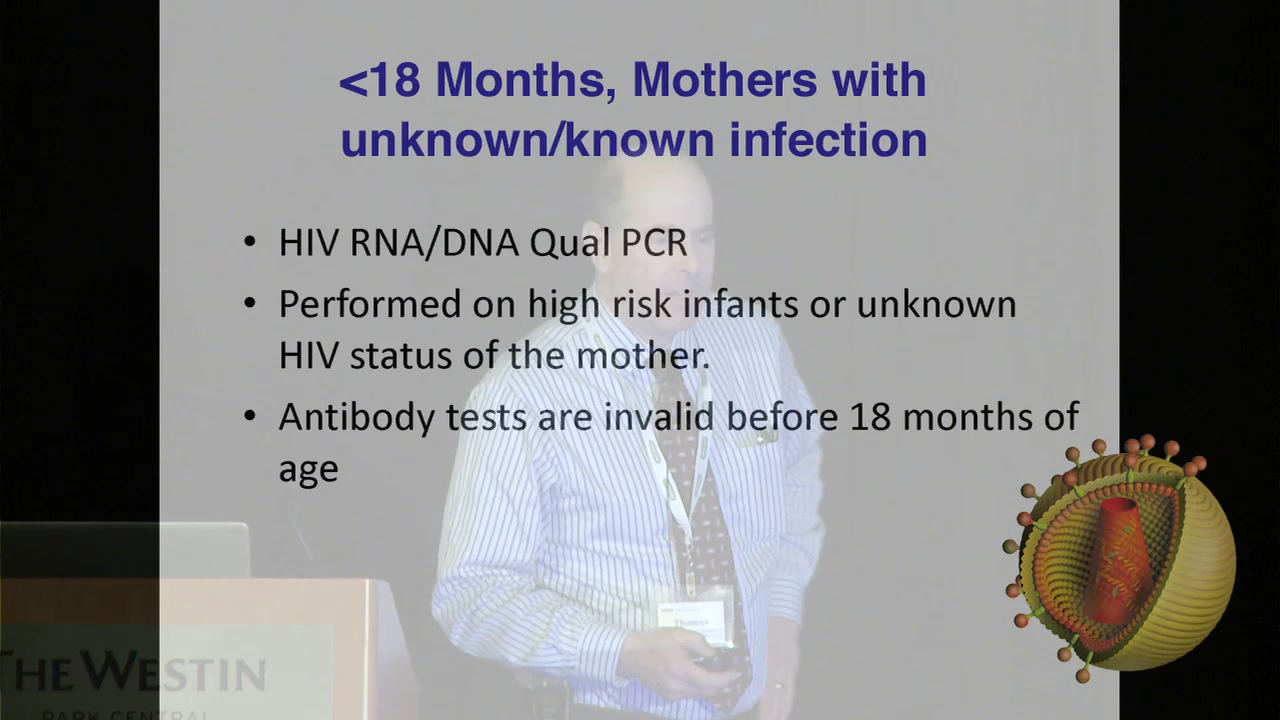 <18 Months, Mothers with
unknown/known infection
• HIV RNA/DNA Qual PCR
• Performed on high risk infants or unknown
HIV status of the mother.
• Antibody tests are invalid before 18 months of
age
THE WESTIN
PARK CENTRAL
Thomas